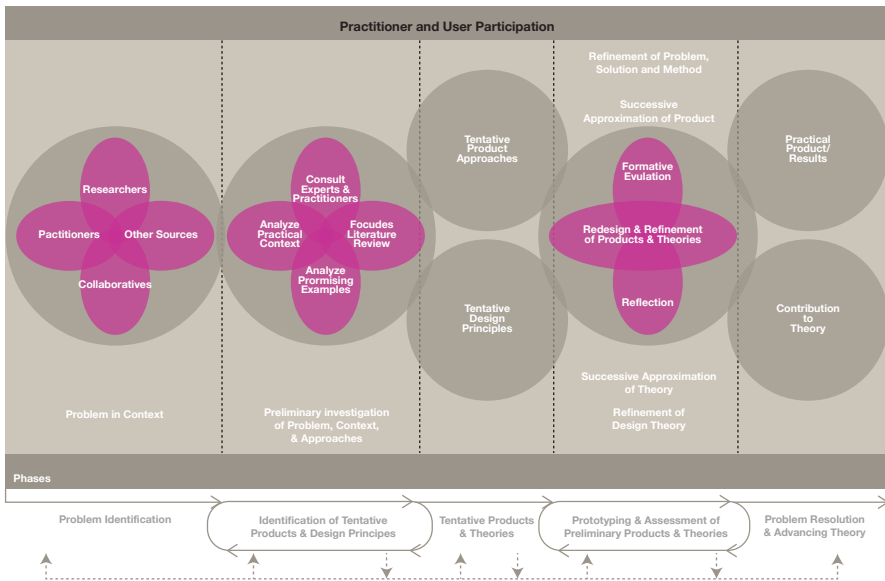 Practitioner and User Participation
Researchers
Pactitioners
Other Sources
Collaboratives
Problem in Context
Consult
Experts &
Practitioners
Analyze
Practical
Context
Focudes
Literature
Review
Analyze
Prormising
Examples
Preliminary investigation
of Problem, Context,
& Approaches
Tentative
Product
Approaches
Tentative
Design
Principles
Refinement of Problem,
Solution and Method
Successive
Approximation of Product
Formative
Evulation
Redesign & Refinement
of Products & Theories
Reflection
Successive Approximation
of Theory
Refinement of
Design Theory
Practical
Product/
Results
Contribution
to
Theory
Phases
Problem Identification
Identification of Tentative
Products & Design Principes
Tentative Products
& Theories
Prototyping & Assessment of
Preliminary Products & Theories
Problem Resolution
& Advancing Theory